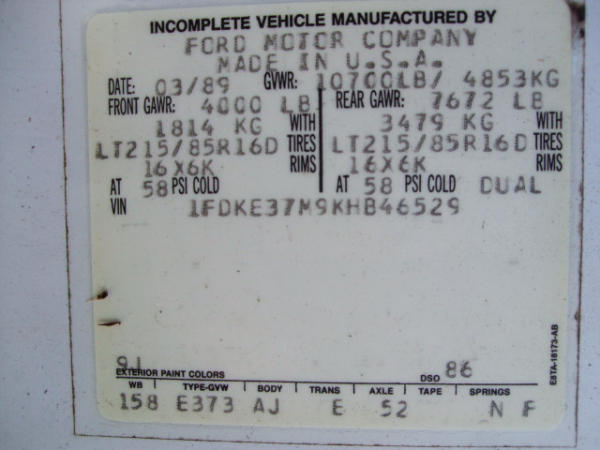 INCOMPLETE VEHICLE MANUFACTURED BY
FORD MOTOR COMPANY
MADE IN U.S.A.
DATE: 03/89 GVWR: 10700LB/ 4853KG
FRONT GAWR: 4000 LB REAR GAWR: 7672 LB
1814 KG WITH 3479 KG WITH
LT215/85R16D TIRES LT215/85R16D TIRES
16X6K RIMS 16X6K RIMS
AT 58 PSI COLD AT 58 PSI COLD DUAL
VIN 1FDKE37M9KHB46529
E8TA-18173-AB
9J 86
EXTERIOR PAINT COLORS DSO
WB TYPE-GVW BODY TRANS AXLE TAPE SPRINGS
158 E373 AJ E 52 N F